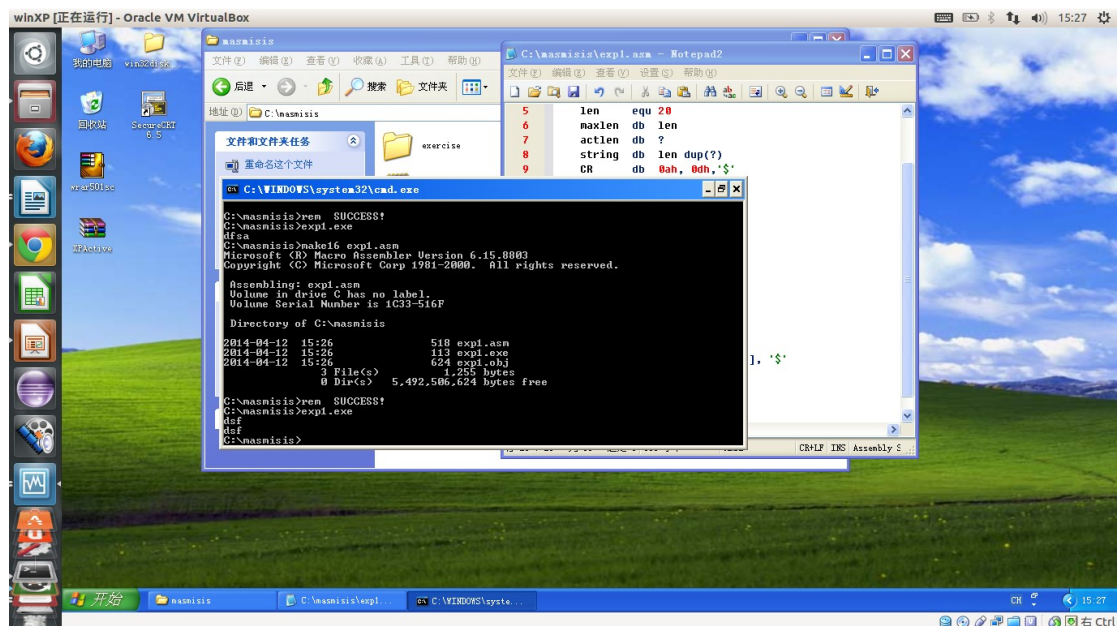 winXP [正在运行] - Oracle VM VirtualBox
15:27
我的电脑
win32disk
回收站
SecureCRT
6.5
wrar501sc
XPActive
masmisis
文件(F) 编辑(E) 查看(V) 收藏(A) 工具(T) 帮助(H)
后退
搜索
文件夹
地址(D)
C:\masmisis
文件和文件夹任务
重命名这个文件
exercise
C:\masmisis\exp1.asm - Notepad2
文件(F) 编辑(E) 查看(V) 设置(S) 帮助(H)
5 len equ 20
6 maxlen db len
7 actlen db ?
8 string db len dup(?)
9 CR db 0ah, 0dh,'$'
], '$'
CR+LF INS Assembly S
C:\WINDOWS\system32\cmd.exe
C:\masmisis>rem SUCCESS!
C:\masmisis>exp1.exe
dfsa
C:\masmisis>make16 exp1.asm
Microsoft (R) Macro Assembler Version 6.15.8803
Copyright (C) Microsoft Corp 1981-2000. All rights reserved.
Assembling: exp1.asm
Volume in drive C has no label.
Volume Serial Number is 1C33-516F
Directory of C:\masmisis
2014-04-12 15:26 518 exp1.asm
2014-04-12 15:26 113 exp1.exe
2014-04-12 15:26 624 exp1.obj
3 File(s) 1,255 bytes
0 Dir(s) 5,492,506,624 bytes free
C:\masmisis>rem SUCCESS!
C:\masmisis>exp1.exe
dsf
dsf
C:\masmisis>
开始
masmisis
C:\masmisis\exp1...
C:\WINDOWS\syste...
CH
15:27
右 Ctrl